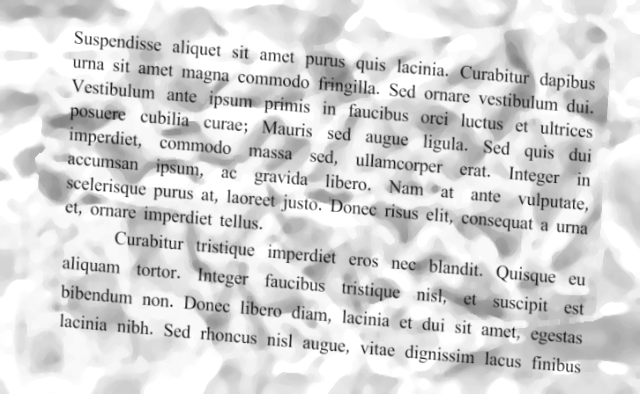 Suspendisse aliquet sit amet purus quis lacinia. Curabitur dapibus
urna sit amet magna commodo fringilla. Sed ornare vestibulum dui.
Vestibulum ante ipsum primis in faucibus orci luctus et ultrices
posuere cubilia curae; Mauris sed augue ligula. Sed quis dui
imperdiet, commodo massa sed, ullamcorper erat. Integer in
accumsan ipsum, ac gravida libero. Nam at ante vulputate,
scelerisque purus at, laoreet justo. Donec risus elit, consequat a urna
et, ornare imperdiet tellus.
Curabitur tristique imperdiet eros nec blandit. Quisque eu
aliquam tortor. Integer faucibus tristique nisl, et suscipit est
bibendum non. Donec libero diam, lacinia et dui sit amet, egestas
lacinia nibh. Sed rhoncus nisl augue, vitae dignissim lacus finibus